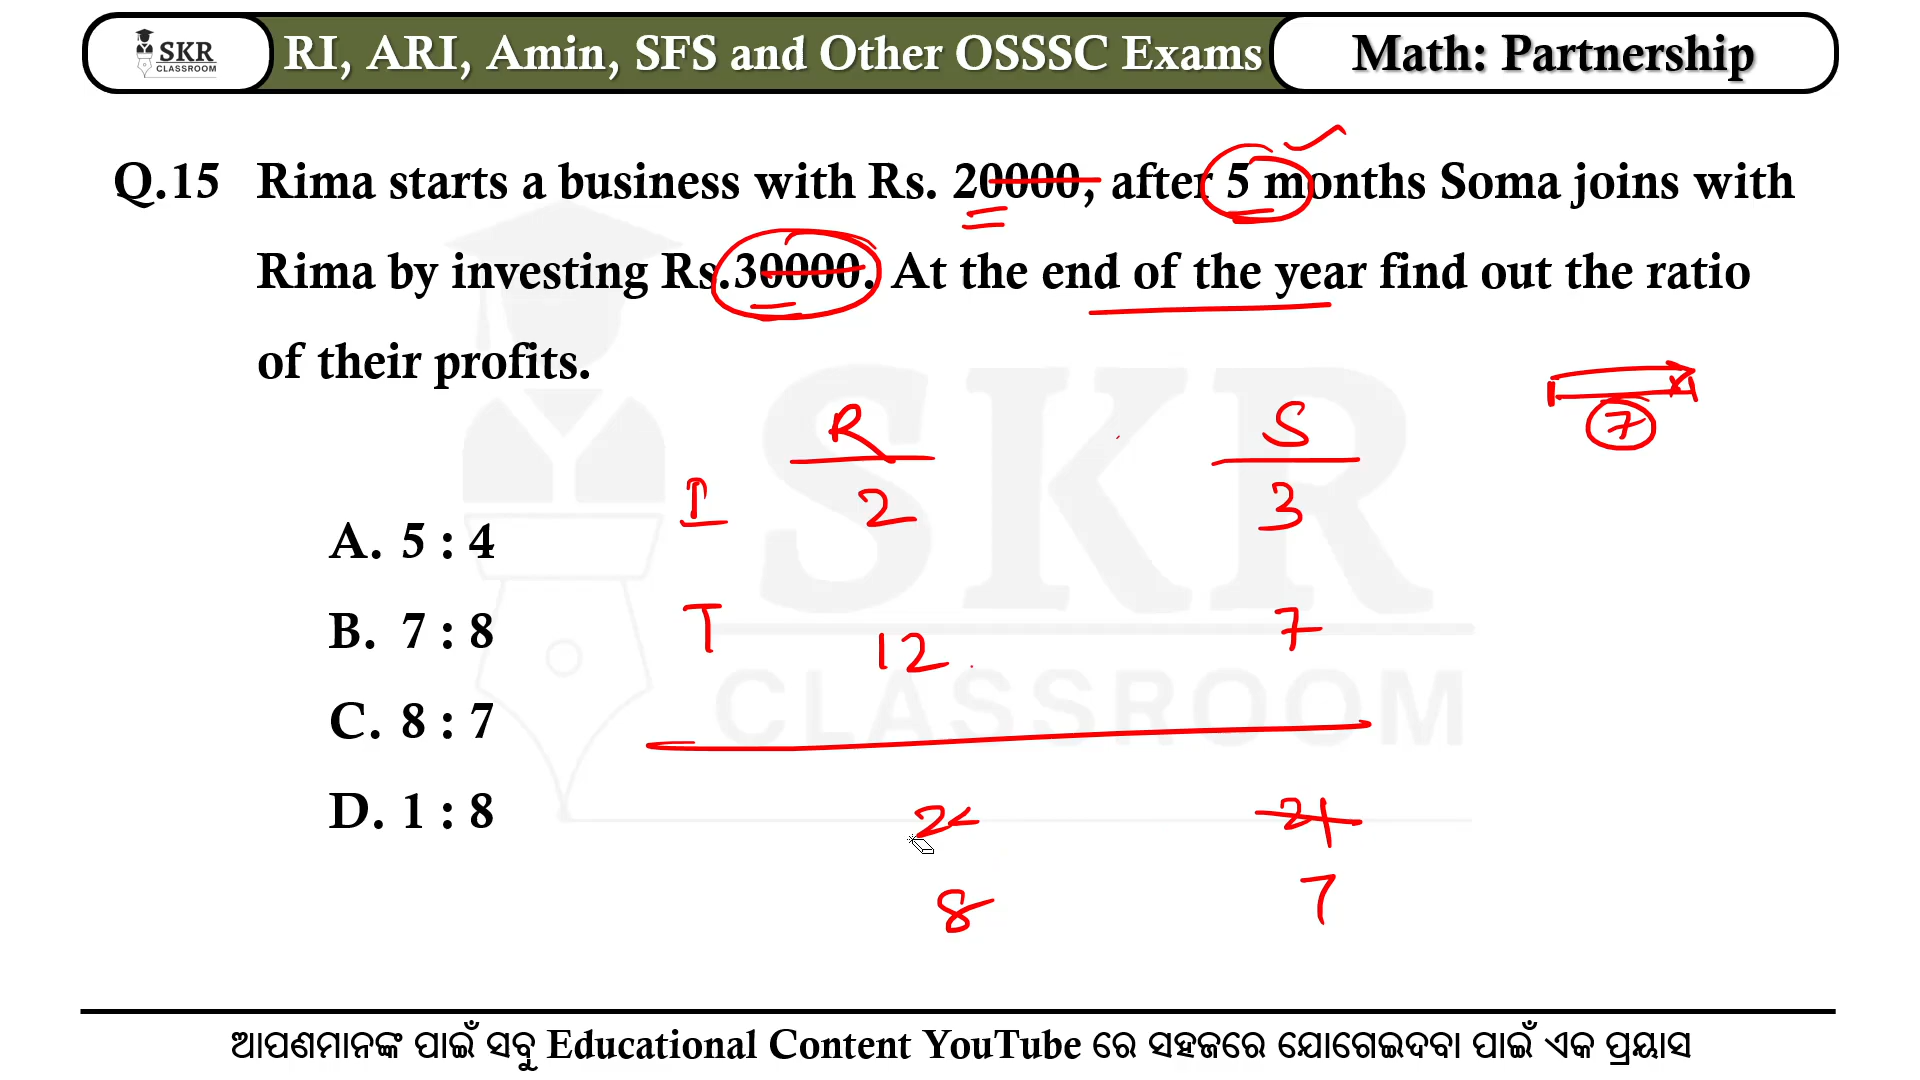 SKR
CLASSROOM
RI, ARI, Amin, SFS and Other OSSSC Exams
Math: Partnership
Q.15 Rima starts a business with Rs. 20000, after 5 months Soma joins with
Rima by investing Rs.30000. At the end of the year find out the ratio
of their profits.
7
R S
I 2 3
A. 5 : 4
T 12 7
B. 7 : 8
C. 8 : 7
D. 1 : 8
24 21
8 7
SKR
CLASSROOM
ଆପଣମାନଙ୍କ ପାଇଁ ସବୁ Educational Content YouTube ରେ ସହଜରେ ଯୋଗେଇଦବା ପାଇଁ ଏକ ପ୍ରୟାସ